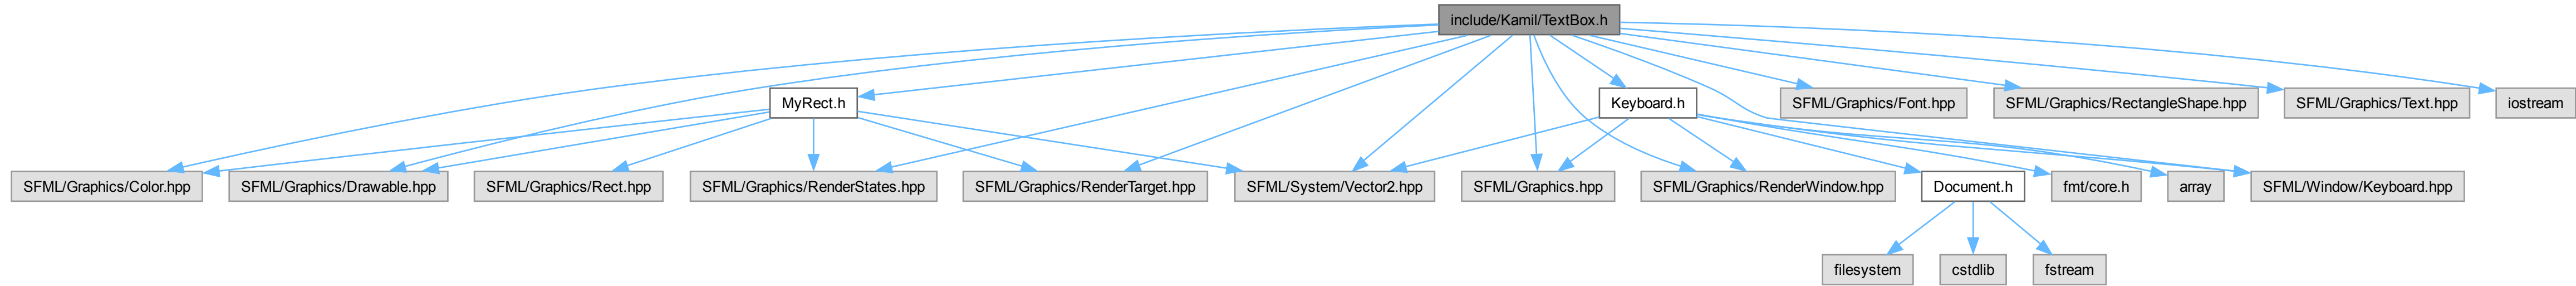 include/Kamil/TextBox.h
MyRect.h
Keyboard.h
SFML/Graphics/Font.hpp
SFML/Graphics/RectangleShape.hpp
SFML/Graphics/Text.hpp
iostream
SFML/Graphics/Color.hpp
SFML/Graphics/Drawable.hpp
SFML/Graphics/Rect.hpp
SFML/Graphics/RenderStates.hpp
SFML/Graphics/RenderTarget.hpp
SFML/System/Vector2.hpp
SFML/Graphics.hpp
SFML/Graphics/RenderWindow.hpp
Document.h
fmt/core.h
array
SFML/Window/Keyboard.hpp
filesystem
cstdlib
fstream